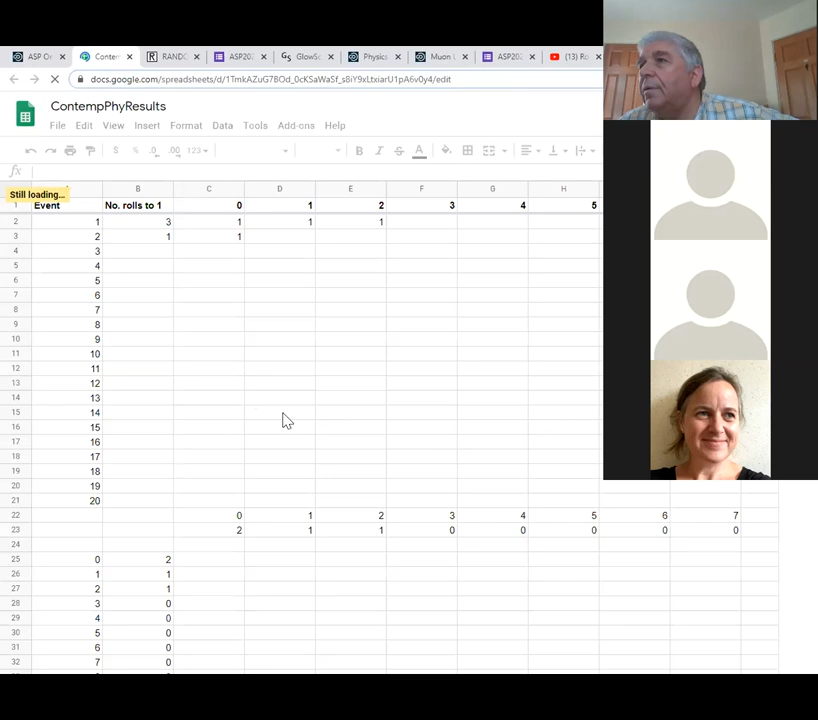 ASP O
Conten
RANDO
ASP202
GlowSc
Physics
Muon L
ASP202
(13) Ro
docs.google.com/spreadsheets/d/1TmkAZuG7BOd_0cKSaWaSf_s8iY9xLtxiarU1pA6v0y4/edit
ContempPhyResults
File Edit View Insert Format Data Tools Add-ons Help
$ % .0 .00 123 B I S A
fx
Still loading...
B C D E F G H
1 Event No. rolls to 1 0 1 2 3 4 5
2 1 3 1 1 1
3 2 1 1
4 3
5 4
6 5
7 6
8 7
9 8
10 9
11 10
12 11
13 12
14 13
15 14
16 15
17 16
18 17
19 18
20 19
21 20
22 0 1 2 3 4 5 6 7
23 2 1 1 0 0 0 0 0
24
25 0 2
26 1 1
27 2 1
28 3 0
29 4 0
30 5 0
31 6 0
32 7 0